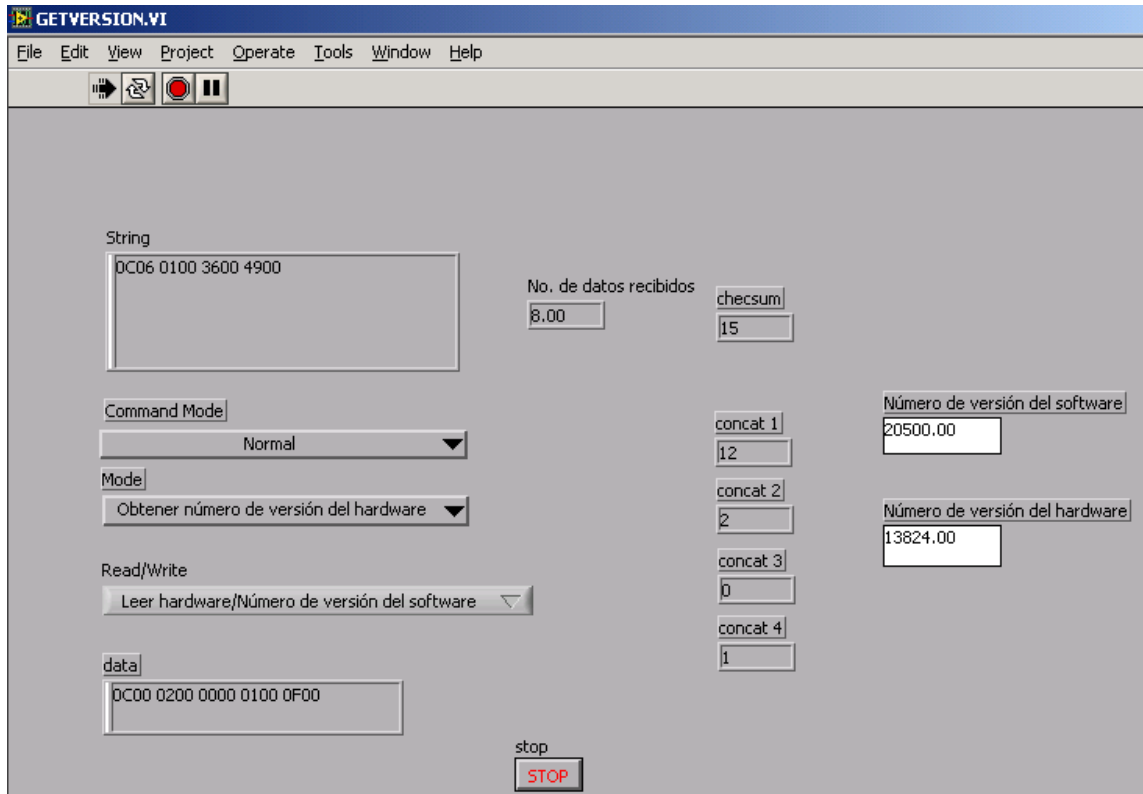 GETVERSION.VI
File Edit View Project Operate Tools Window Help
String
0C06 0100 3600 4900
No. de datos recibidos
8.00
checsum
15
Command Mode
Normal
Mode
Obtener número de versión del hardware
Read/Write
Leer hardware/Número de versión del software
data
0C00 0200 0000 0100 0F00
concat 1
12
concat 2
2
concat 3
0
concat 4
1
Número de versión del software
20500.00
Número de versión del hardware
13824.00
stop
STOP